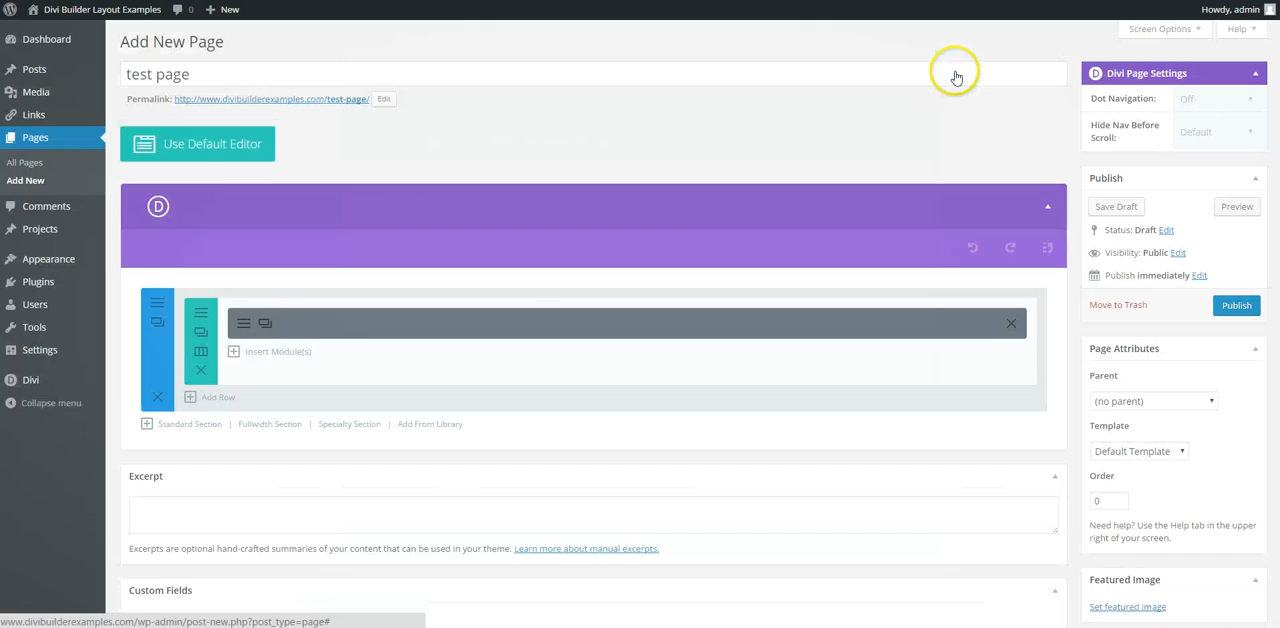 Divi Builder Layout Examples 0 New Howdy, admin
Screen Options Help
Dashboard
Posts
Media
Links
Pages
All Pages
Add New
Comments
Projects
Appearance
Plugins
Users
Tools
Settings
Divi
Collapse menu
Add New Page
test page
Permalink: http://www.divibuilderexamples.com/test-page/ Edit
Use Default Editor
D
Insert Module(s)
Add Row
Standard Section | Fullwidth Section | Specialty Section | Add From Library
Excerpt
Excerpts are optional hand-crafted summaries of your content that can be used in your theme. Learn more about manual excerpts.
Custom Fields
D Divi Page Settings
Dot Navigation: Off
Hide Nav Before
Scroll: Default
Publish
Save Draft Preview
Status: Draft Edit
Visibility: Public Edit
Publish immediately Edit
Move to Trash Publish
Page Attributes
Parent
(no parent)
Template
Default Template
Order
0
Need help? Use the Help tab in the upper
right of your screen.
Featured Image
Set featured image
www.divibuilderexamples.com/wp-admin/post-new.php?post_type=page#